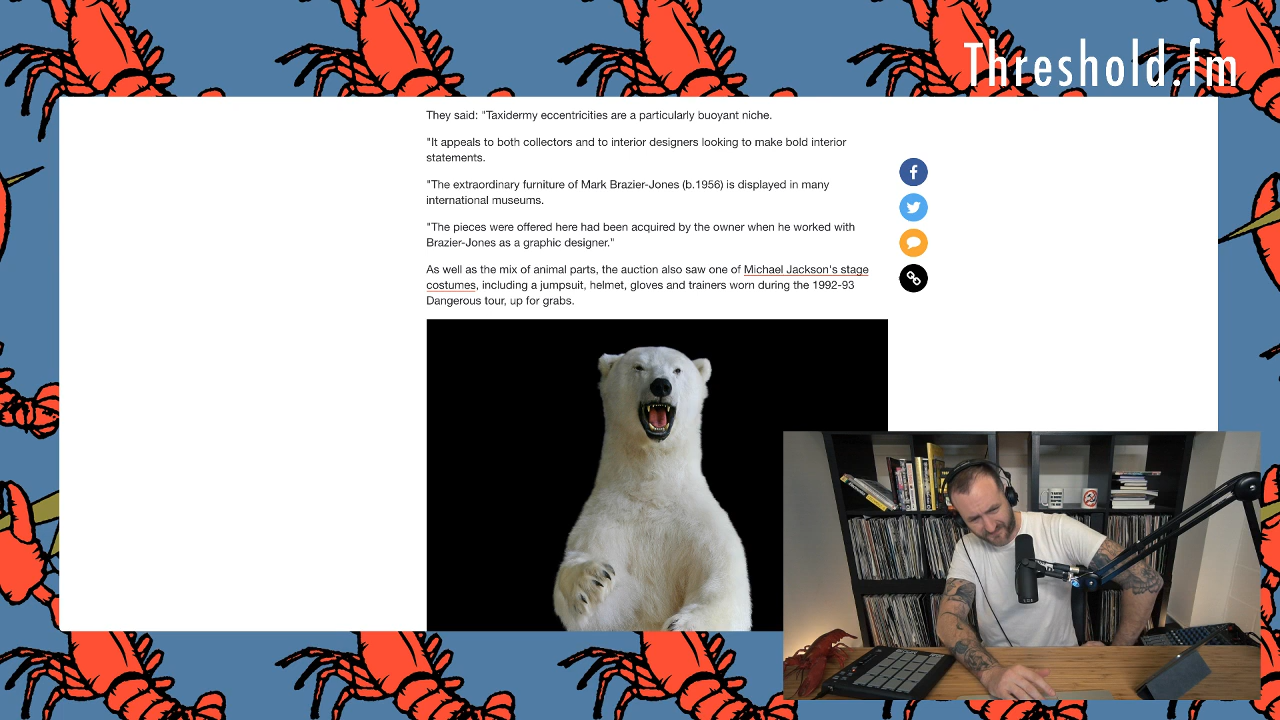 Threshold.fm
They said: "Taxidermy eccentricities are a particularly buoyant niche.
"It appeals to both collectors and to interior designers looking to make bold interior
statements.
"The extraordinary furniture of Mark Brazier-Jones (b.1956) is displayed in many
international museums.
"The pieces were offered here had been acquired by the owner when he worked with
Brazier-Jones as a graphic designer."
As well as the mix of animal parts, the auction also saw one of Michael Jackson's stage
costumes, including a jumpsuit, helmet, gloves and trainers worn during the 1992-93
Dangerous tour, up for grabs.